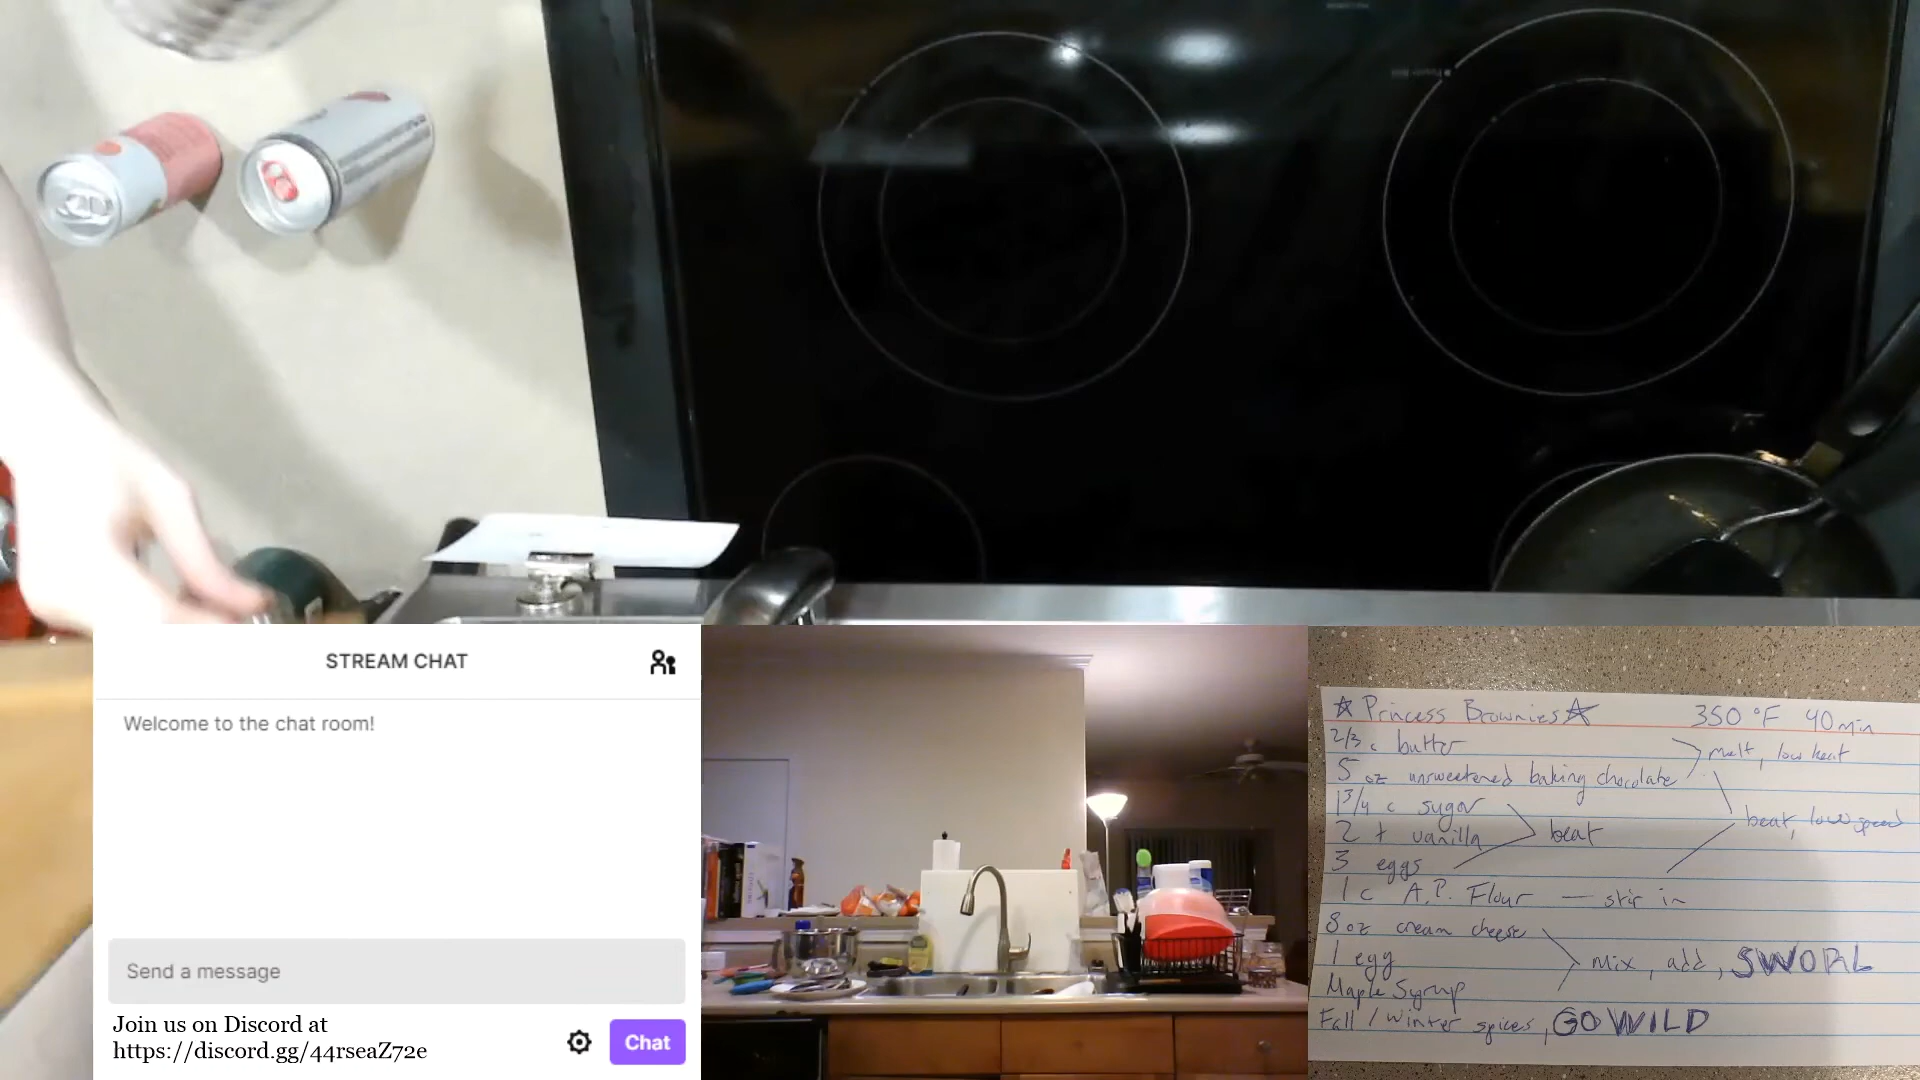 STREAM CHAT
Welcome to the chat room!
Send a message
Join us on Discord at
https://discord.gg/44rseaZ72e
Chat
☆ Princess Brownies ☆ 350 °F 40 min
2/3 c butter
melt, low heat
5 oz unsweetened baking chocolate
1 3/4 c sugar
beat, low speed
2 t vanilla
beat
3 eggs
1 c A.P. Flour — stir in
8 oz cream cheese
1 egg
mix, add, SWORL
Maple Syrup
Fall / Winter spices, GO WILD